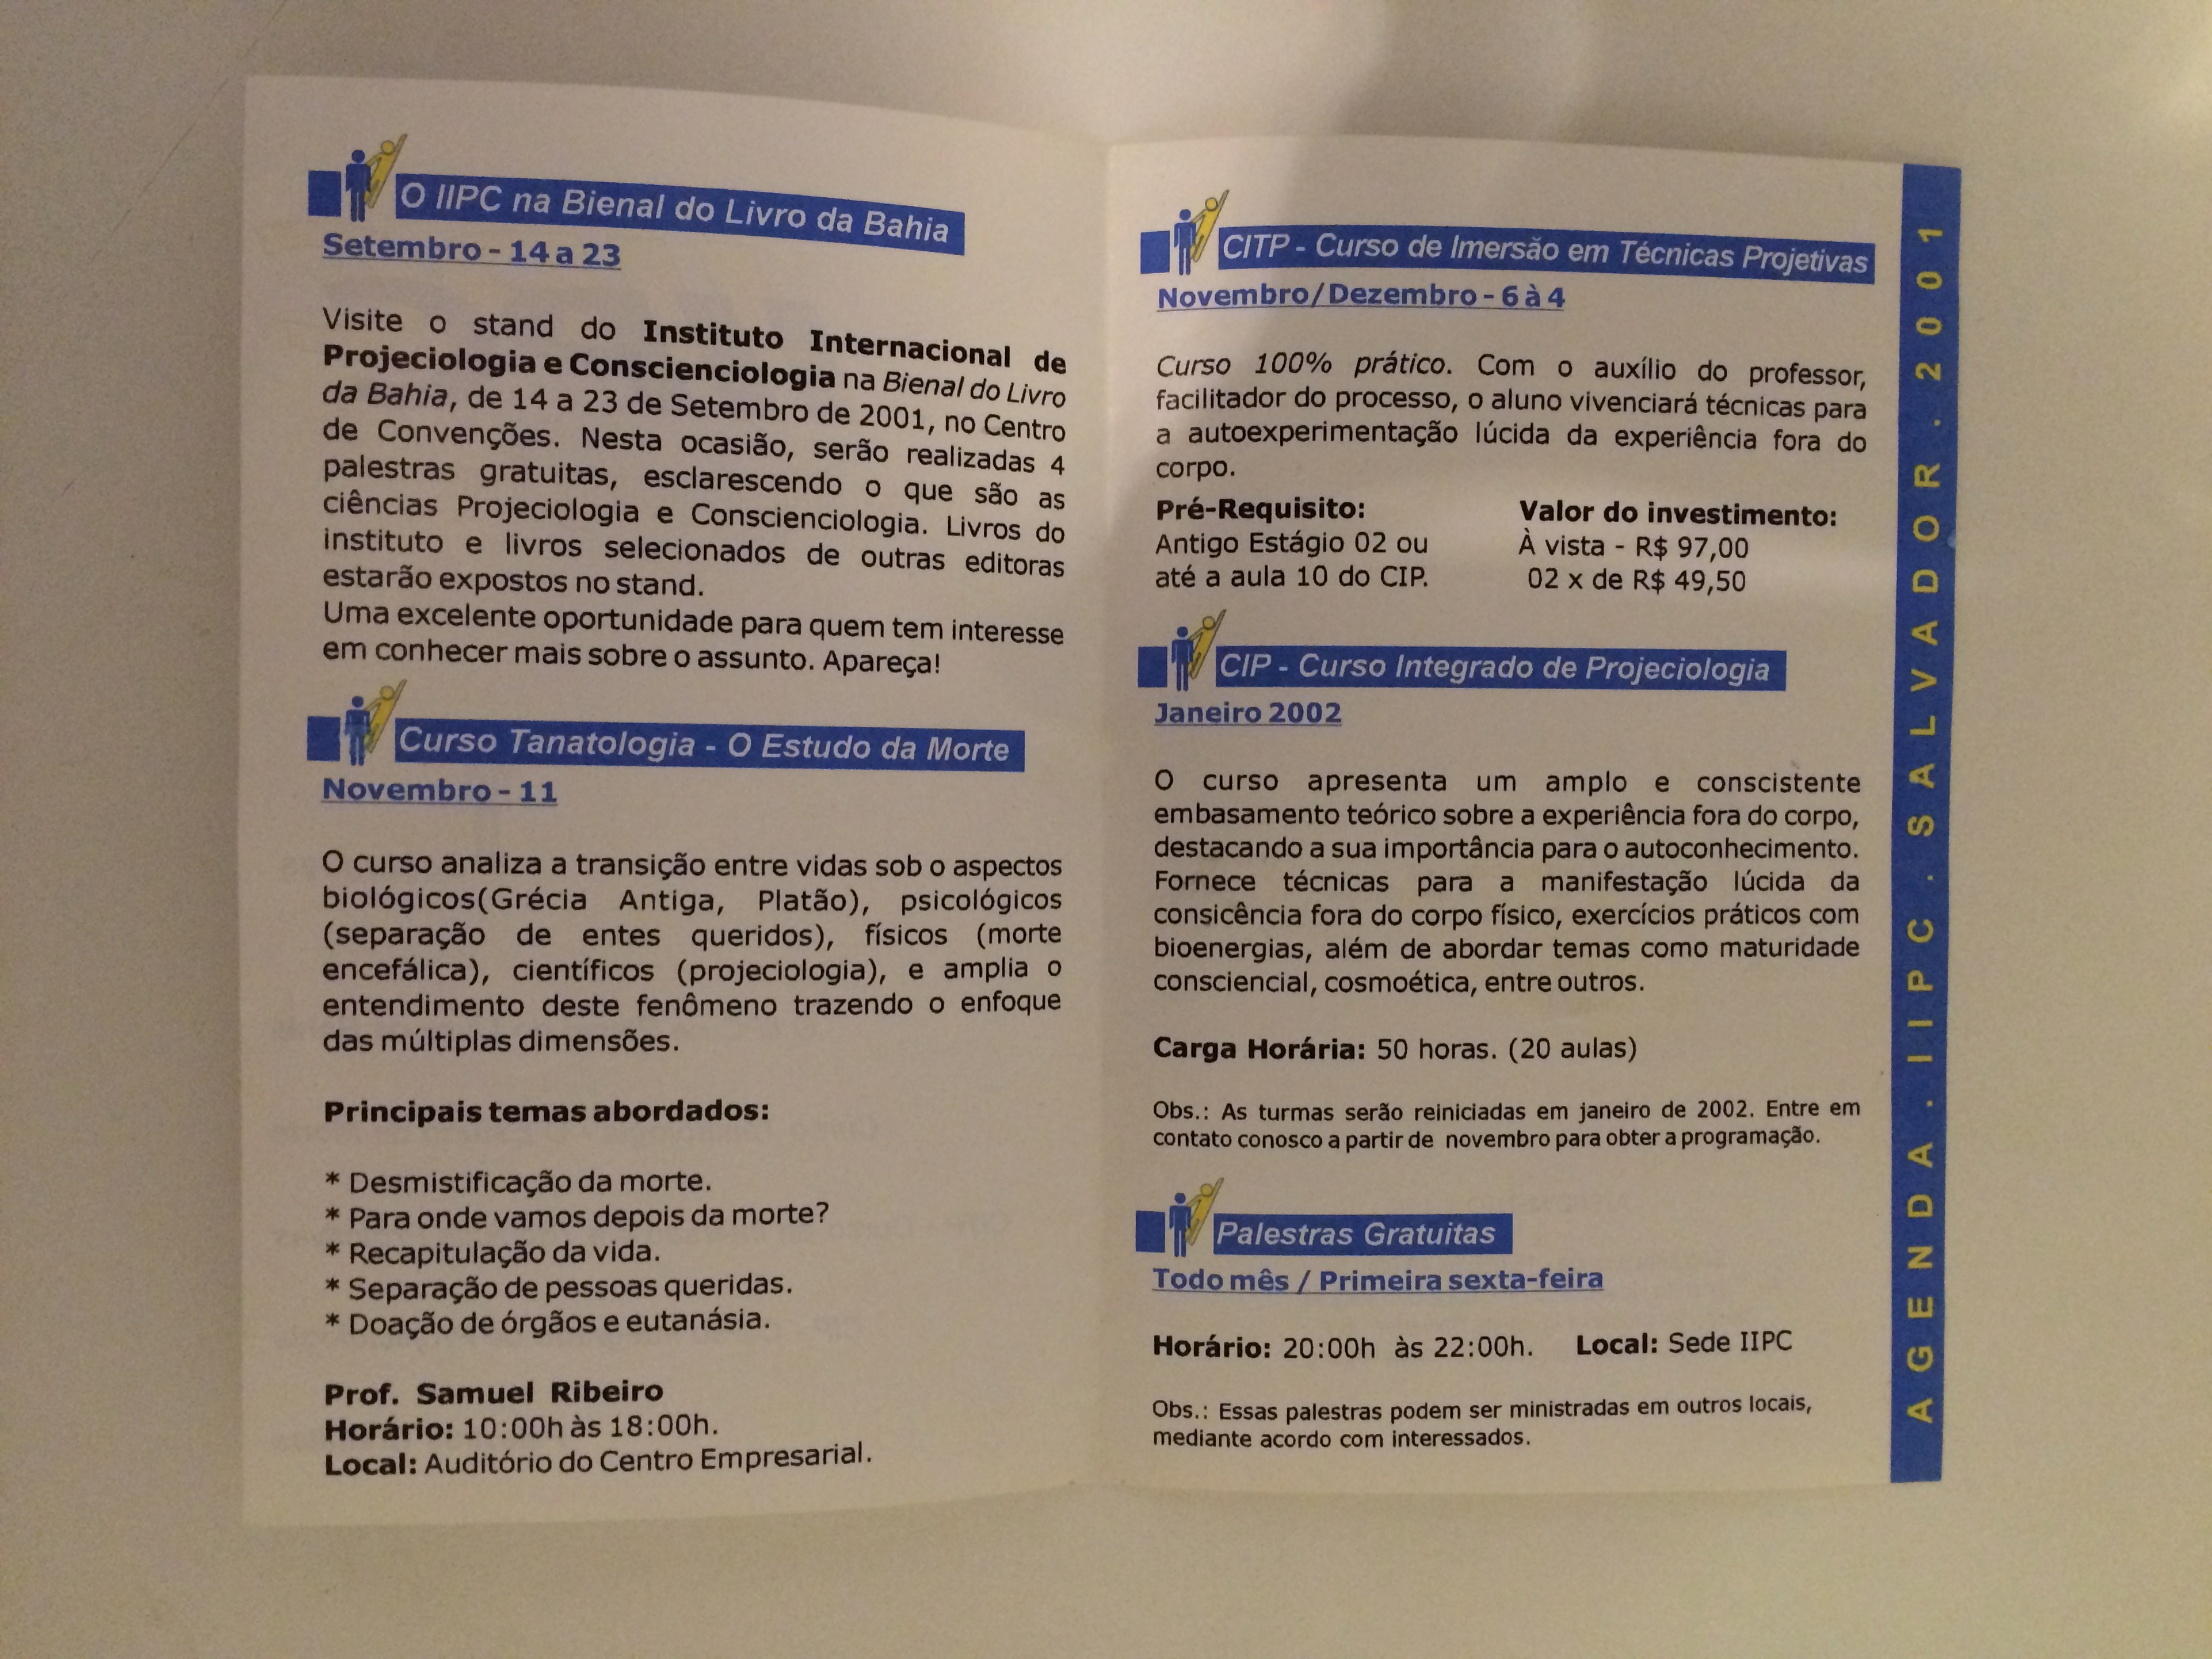 O IIPC na Bienal do Livro da Bahia
Setembro - 14 a 23
Visite o stand do Instituto Internacional de
Projeciologia e Conscienciologia na Bienal do Livro
da Bahia, de 14 a 23 de Setembro de 2001, no Centro
de Convenções. Nesta ocasião, serão realizadas 4
palestras gratuitas, esclarescendo o que são as
ciências Projeciologia e Conscienciologia. Livros do
instituto e livros selecionados de outras editoras
estarão expostos no stand.
Uma excelente oportunidade para quem tem interesse
em conhecer mais sobre o assunto. Apareça!
Curso Tanatologia - O Estudo da Morte
Novembro - 11
O curso analiza a transição entre vidas sob o aspectos
biológicos(Grécia Antiga, Platão), psicológicos
(separação de entes queridos), físicos (morte
encefálica), científicos (projeciologia), e amplia o
entendimento deste fenômeno trazendo o enfoque
das múltiplas dimensões.
Principais temas abordados:
* Desmistificação da morte.
* Para onde vamos depois da morte?
* Recapitulação da vida.
* Separação de pessoas queridas.
* Doação de órgãos e eutanásia.
Prof. Samuel Ribeiro
Horário: 10:00h às 18:00h.
Local: Auditório do Centro Empresarial.
CITP - Curso de Imersão em Técnicas Projetivas
Novembro/Dezembro - 6 à 4
Curso 100% prático. Com o auxílio do professor,
facilitador do processo, o aluno vivenciará técnicas para
a autoexperimentação lúcida da experiência fora do
corpo.
Pré-Requisito:
Antigo Estágio 02 ou
até a aula 10 do CIP.
Valor do investimento:
À vista - R$ 97,00
02 x de R$ 49,50
CIP - Curso Integrado de Projeciologia
Janeiro 2002
O curso apresenta um amplo e conscistente
embasamento teórico sobre a experiência fora do corpo,
destacando a sua importância para o autoconhecimento.
Fornece técnicas para a manifestação lúcida da
consicência fora do corpo físico, exercícios práticos com
bioenergias, além de abordar temas como maturidade
consciencial, cosmoética, entre outros.
Carga Horária: 50 horas. (20 aulas)
Obs.: As turmas serão reiniciadas em janeiro de 2002. Entre em
contato conosco a partir de novembro para obter a programação.
Palestras Gratuitas
Todo mês / Primeira sexta-feira
Horário: 20:00h às 22:00h. Local: Sede IIPC
Obs.: Essas palestras podem ser ministradas em outros locais,
mediante acordo com interessados.
AGENDA.IIPC.SALVADOR.2001